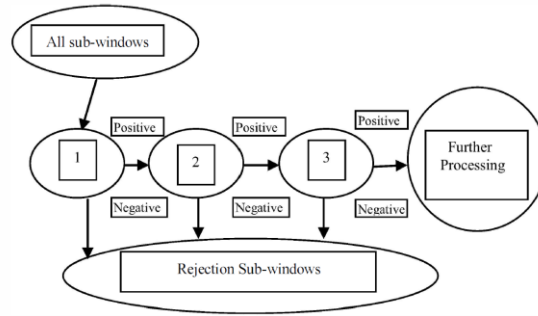 All sub-windows
Positive
Positive
Positive
1
2
3
Further
Processing
Negative
Negative
Negative
Rejection Sub-windows